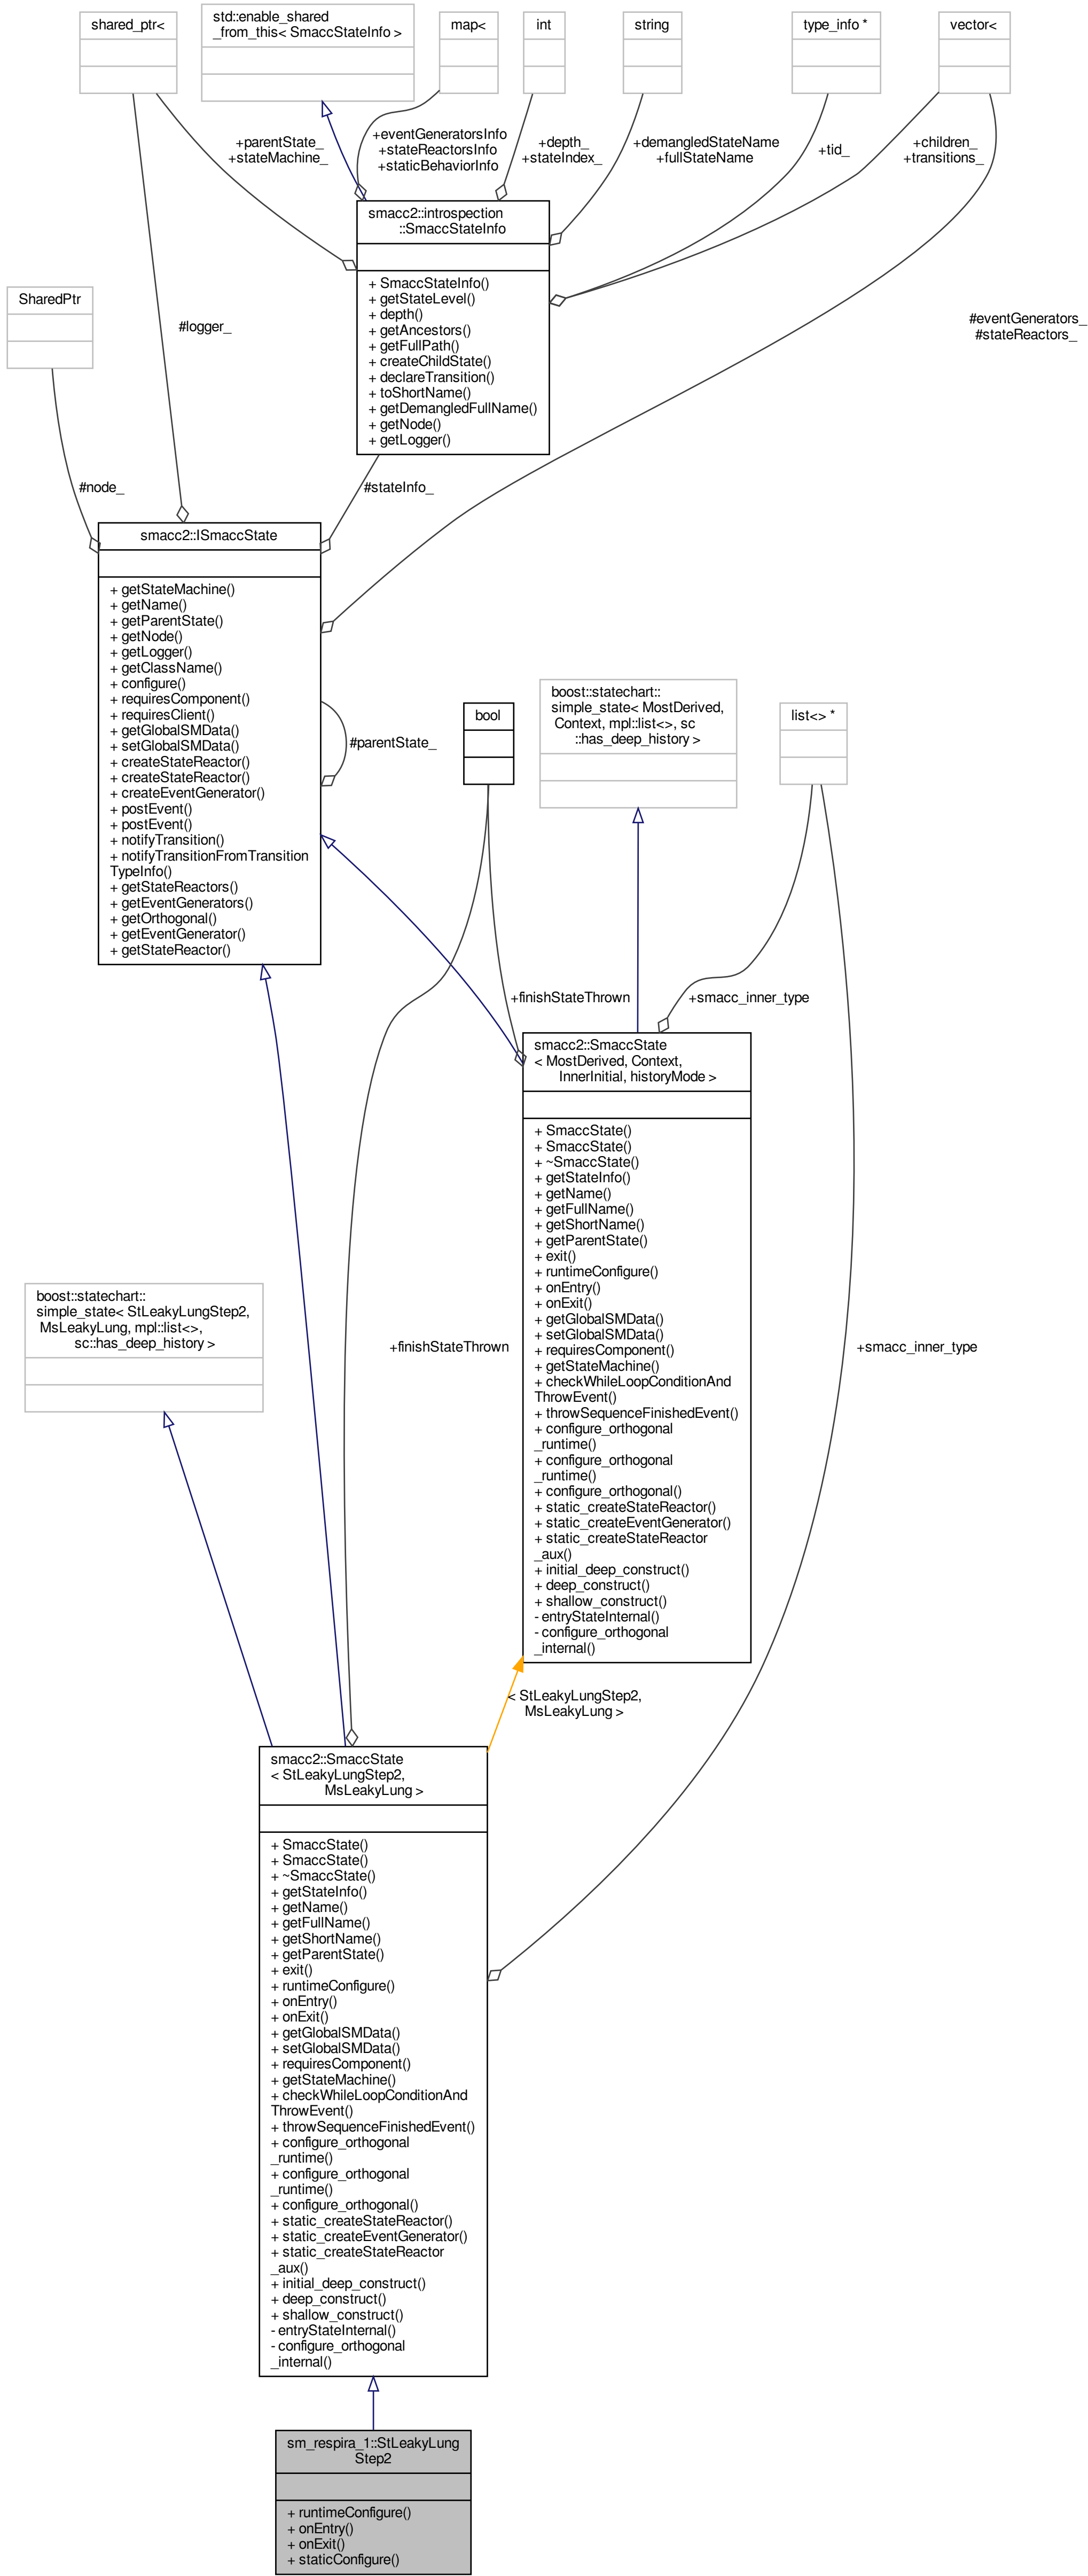 shared_ptr<
std::enable_shared
_from_this< SmaccStateInfo >
map<
int
string
type_info *
vector<
+parentState_
+stateMachine_
+eventGeneratorsInfo
+stateReactorsInfo
+staticBehaviorInfo
+depth_
+stateIndex_
+demangledStateName
+fullStateName
+tid_
+children_
+transitions_
smacc2::introspection
::SmaccStateInfo
+ SmaccStateInfo()
+ getStateLevel()
+ depth()
+ getAncestors()
+ getFullPath()
+ createChildState()
+ declareTransition()
+ toShortName()
+ getDemangledFullName()
+ getNode()
+ getLogger()
SharedPtr
#logger_
#eventGenerators_
#stateReactors_
#node_
#stateInfo_
smacc2::ISmaccState
+ getStateMachine()
+ getName()
+ getParentState()
+ getNode()
+ getLogger()
+ getClassName()
+ configure()
+ requiresComponent()
+ requiresClient()
+ getGlobalSMData()
+ setGlobalSMData()
+ createStateReactor()
+ createStateReactor()
+ createEventGenerator()
+ postEvent()
+ postEvent()
+ notifyTransition()
+ notifyTransitionFromTransition
TypeInfo()
+ getStateReactors()
+ getEventGenerators()
+ getOrthogonal()
+ getEventGenerator()
+ getStateReactor()
#parentState_
bool
boost::statechart::
simple_state< MostDerived,
Context, mpl::list<>, sc
::has_deep_history >
list<> *
+finishStateThrown
+smacc_inner_type
smacc2::SmaccState
< MostDerived, Context,
InnerInitial, historyMode >
+ SmaccState()
+ SmaccState()
+ ~SmaccState()
+ getStateInfo()
+ getName()
+ getFullName()
+ getShortName()
+ getParentState()
+ exit()
+ runtimeConfigure()
+ onEntry()
+ onExit()
+ getGlobalSMData()
+ setGlobalSMData()
+ requiresComponent()
+ getStateMachine()
+ checkWhileLoopConditionAnd
ThrowEvent()
+ throwSequenceFinishedEvent()
+ configure_orthogonal
_runtime()
+ configure_orthogonal
_runtime()
+ configure_orthogonal()
+ static_createStateReactor()
+ static_createEventGenerator()
+ static_createStateReactor
_aux()
+ initial_deep_construct()
+ deep_construct()
+ shallow_construct()
- entryStateInternal()
- configure_orthogonal
_internal()
boost::statechart::
simple_state< StLeakyLungStep2,
MsLeakyLung, mpl::list<>,
sc::has_deep_history >
+finishStateThrown
+smacc_inner_type
< StLeakyLungStep2,
MsLeakyLung >
smacc2::SmaccState
< StLeakyLungStep2,
MsLeakyLung >
+ SmaccState()
+ SmaccState()
+ ~SmaccState()
+ getStateInfo()
+ getName()
+ getFullName()
+ getShortName()
+ getParentState()
+ exit()
+ runtimeConfigure()
+ onEntry()
+ onExit()
+ getGlobalSMData()
+ setGlobalSMData()
+ requiresComponent()
+ getStateMachine()
+ checkWhileLoopConditionAnd
ThrowEvent()
+ throwSequenceFinishedEvent()
+ configure_orthogonal
_runtime()
+ configure_orthogonal
_runtime()
+ configure_orthogonal()
+ static_createStateReactor()
+ static_createEventGenerator()
+ static_createStateReactor
_aux()
+ initial_deep_construct()
+ deep_construct()
+ shallow_construct()
- entryStateInternal()
- configure_orthogonal
_internal()
sm_respira_1::StLeakyLung
Step2
+ runtimeConfigure()
+ onEntry()
+ onExit()
+ staticConfigure()